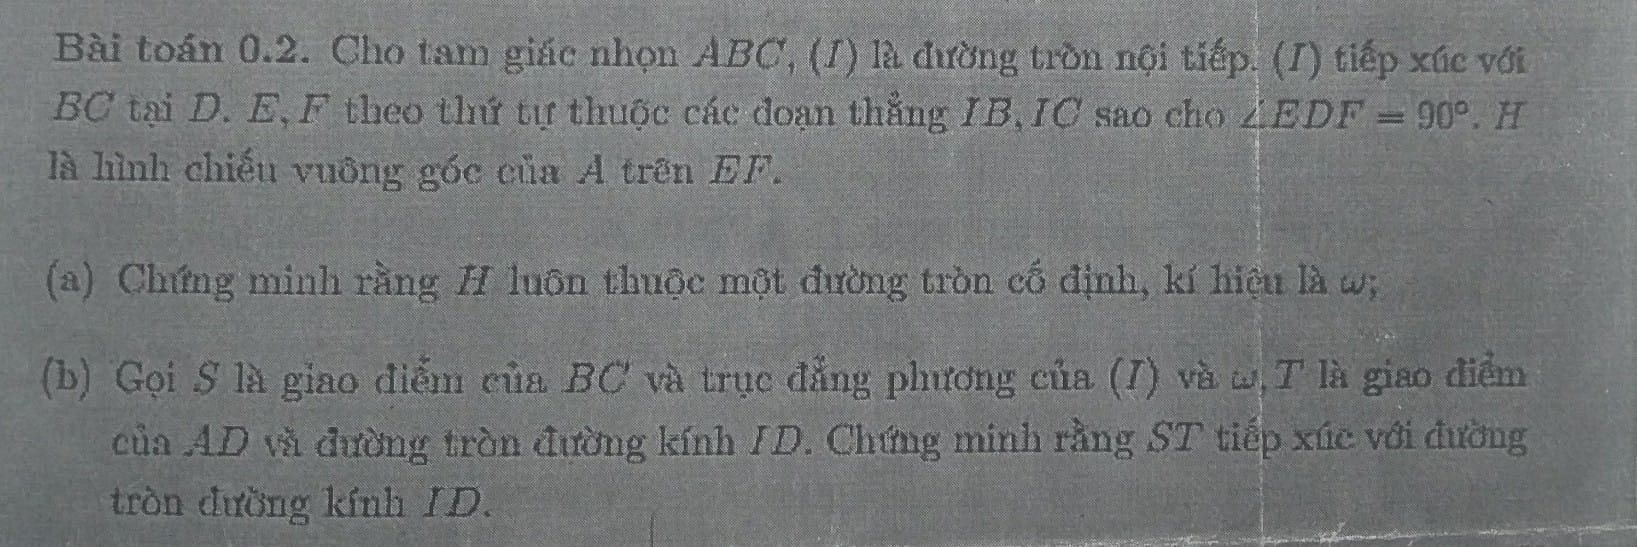 Bài toán 0.2. Cho tam giác nhọn ABC, (I) là đường tròn nội tiếp. (I) tiếp xúc với
BC tại D. E, F theo thứ tự thuộc các đoạn thẳng IB, IC sao cho ∠EDF = 90°. H
là hình chiếu vuông góc của A trên EF.
(a) Chứng minh rằng H luôn thuộc một đường tròn cố định, kí hiệu là ω;
(b) Gọi S là giao điểm của BC và trục đẳng phương của (I) và ω, T là giao điểm
của AD và đường tròn đường kính ID. Chứng minh rằng ST tiếp xúc với đường
tròn đường kính ID.